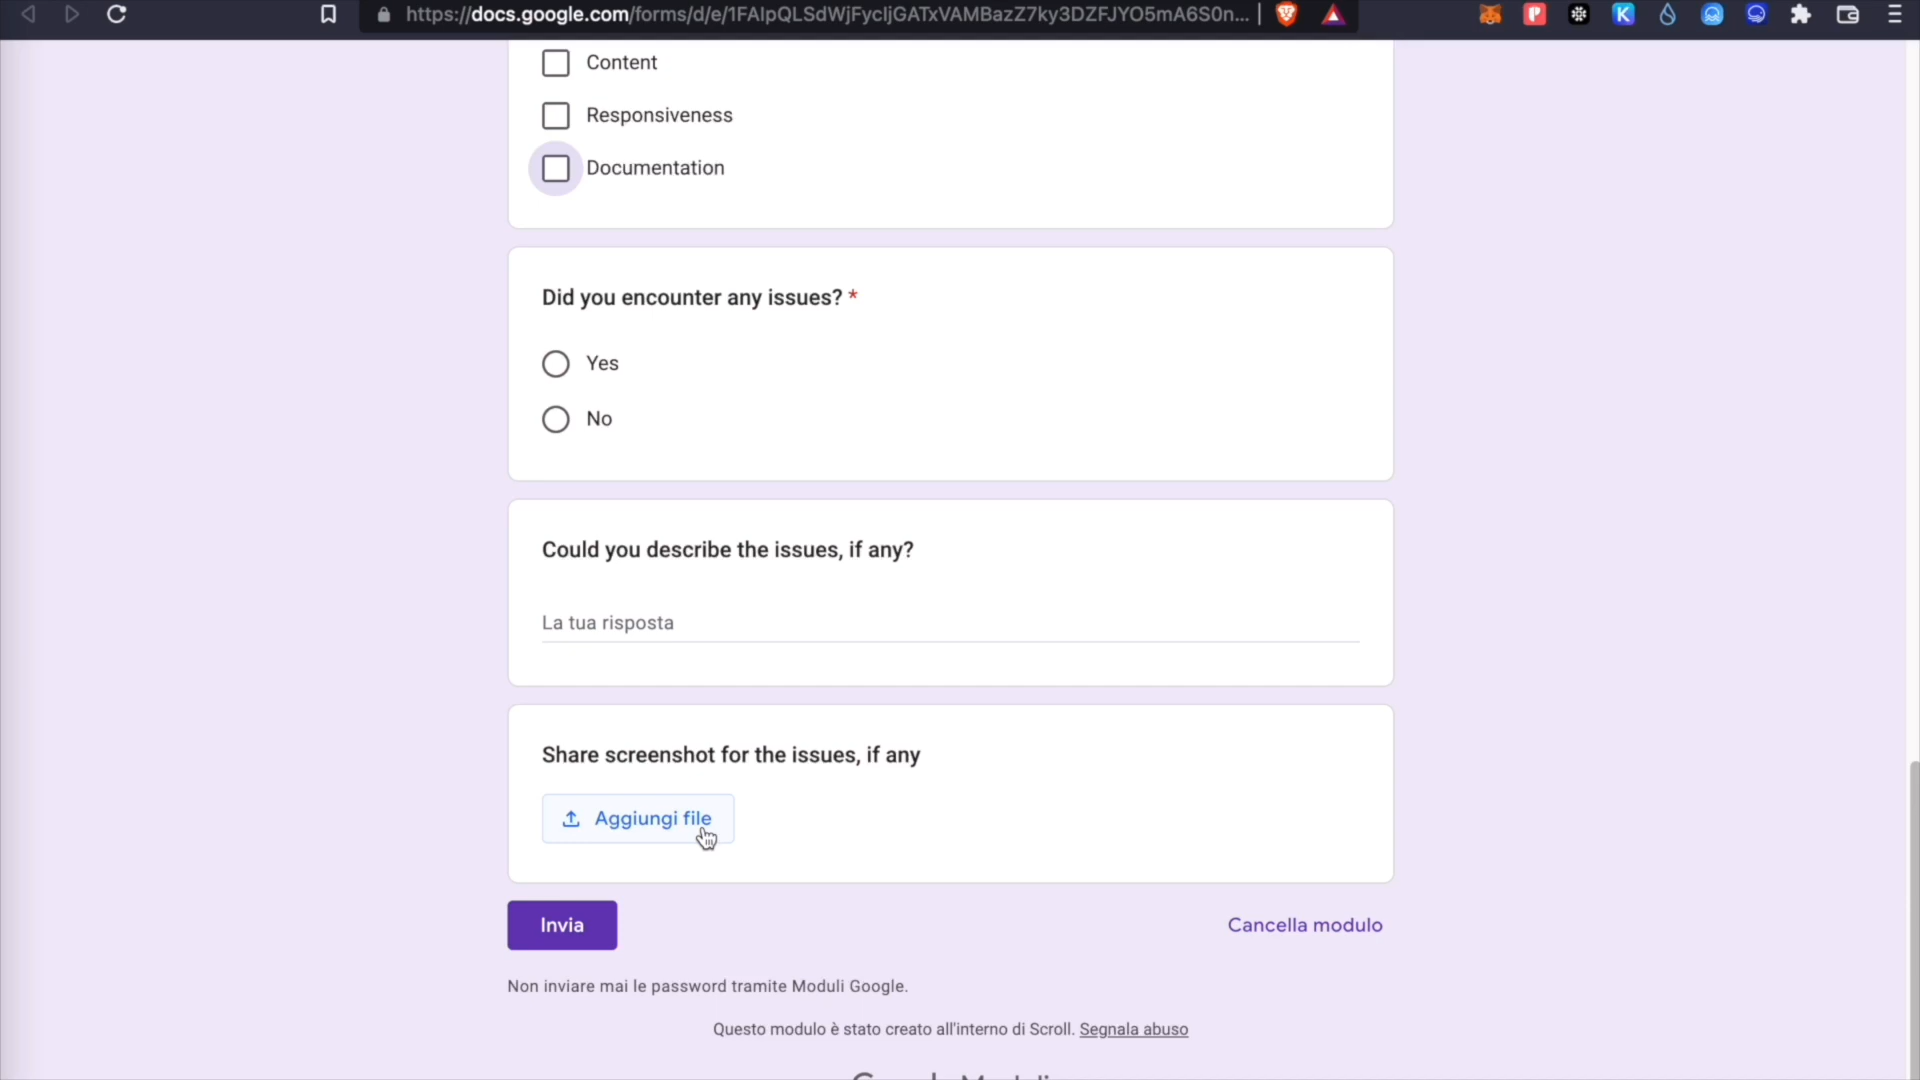 https://docs.google.com/forms/d/e/1FAIpQLSdWjFycIjGATxVAMBazZ7ky3DZFJYO5mA6S0n...
Content
Responsiveness
Documentation
Did you encounter any issues? *
Yes
No
Could you describe the issues, if any?
La tua risposta
Share screenshot for the issues, if any
Aggiungi file
Invia
Cancella modulo
Non inviare mai le password tramite Moduli Google.
Questo modulo è stato creato all'interno di Scroll. Segnala abuso